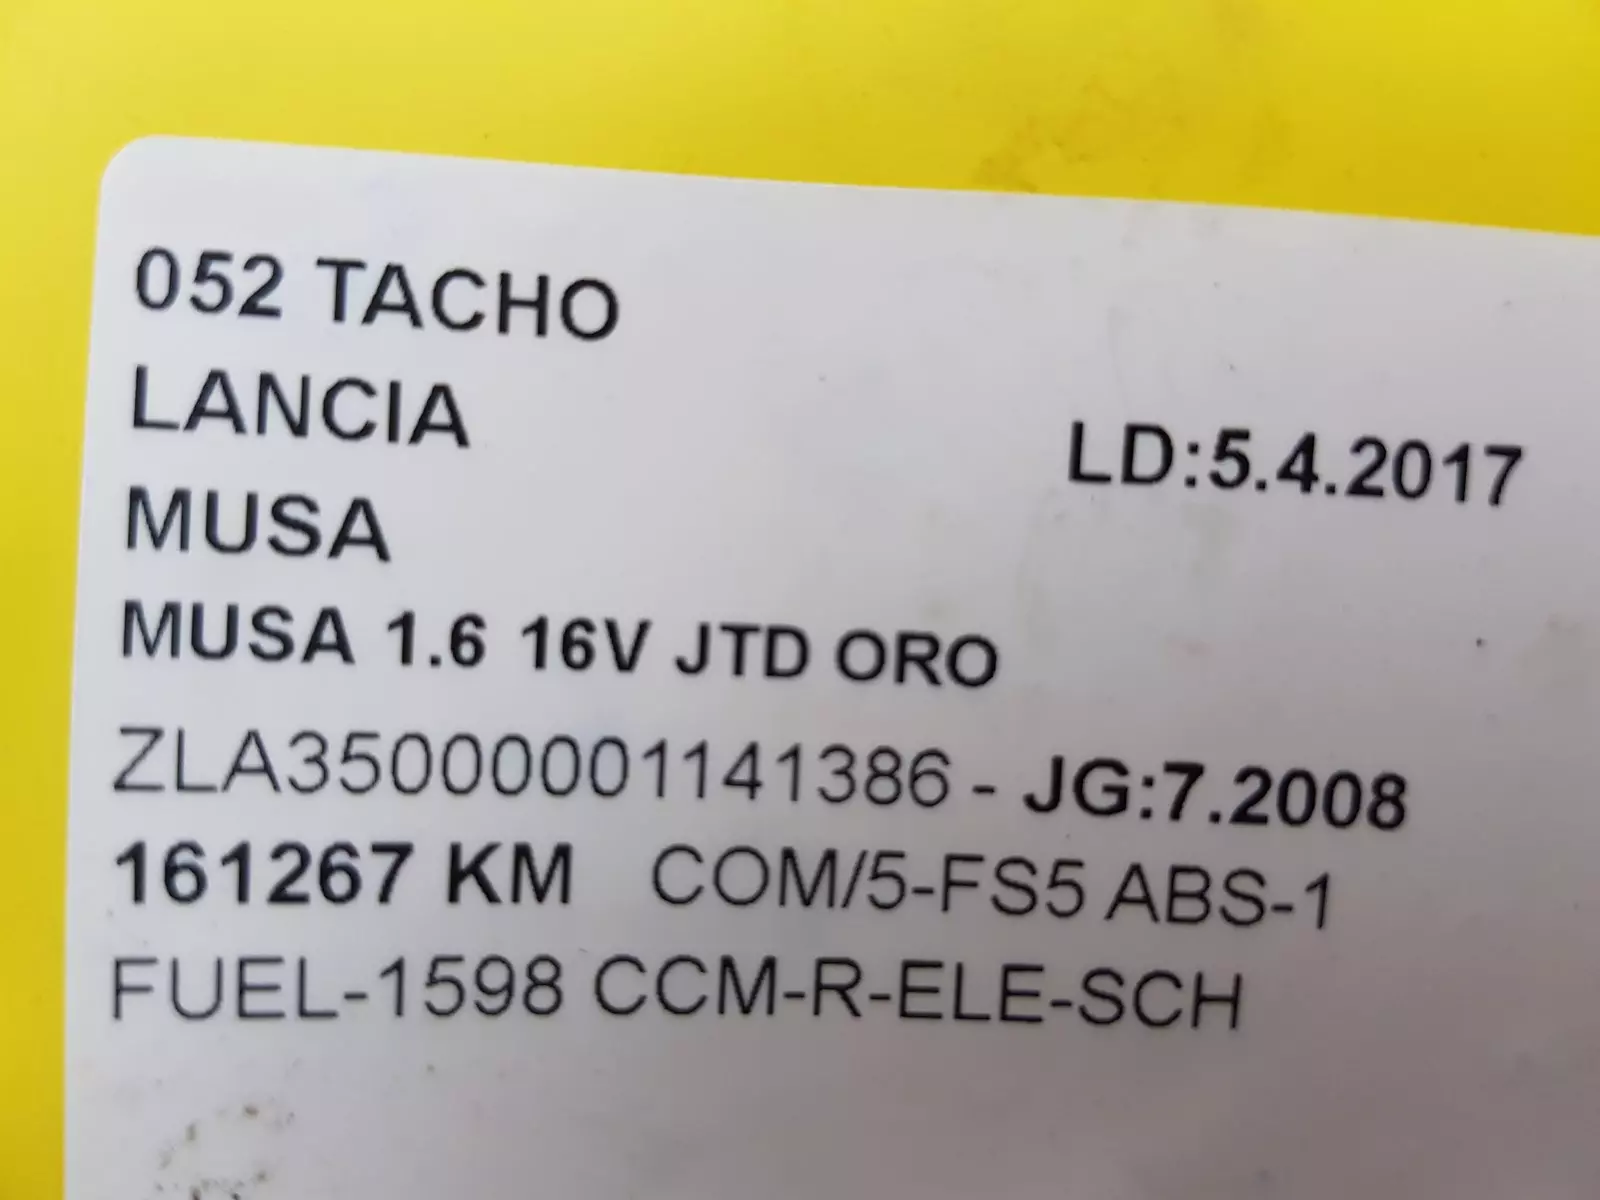 052 TACHO
LANCIA
LD:5.4.2017
MUSA
MUSA 1.6 16V JTD ORO
ZLA35000001141386 - JG:7.2008
161267 KM COM/5-FS5 ABS-1
FUEL-1598 CCM-R-ELE-SCH